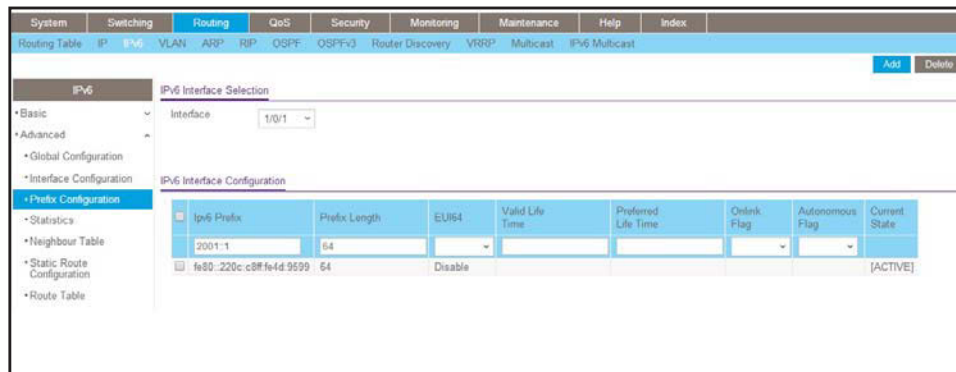 System Switching Routing QoS Security Monitoring Maintenance Help Index
Routing Table IP IPv6 VLAN ARP RIP OSPF OSPFv3 Router Discovery VRRP Multicast IPv6 Multicast
Add Delete
IPv6
•Basic
•Advanced
•Global Configuration
•Interface Configuration
•Prefix Configuration
•Statistics
•Neighbour Table
•Static Route
Configuration
•Route Table
IPv6 Interface Selection
Interface 1/0/1
IPv6 Interface Configuration
Ipv6 Prefix Prefix Length EUI64 Valid Life Time Preferred Life Time Onlink Flag Autonomous Flag Current State
2001::1 64
fe80::220c:c8ff:fe4d:9599 64 Disable [ACTIVE]